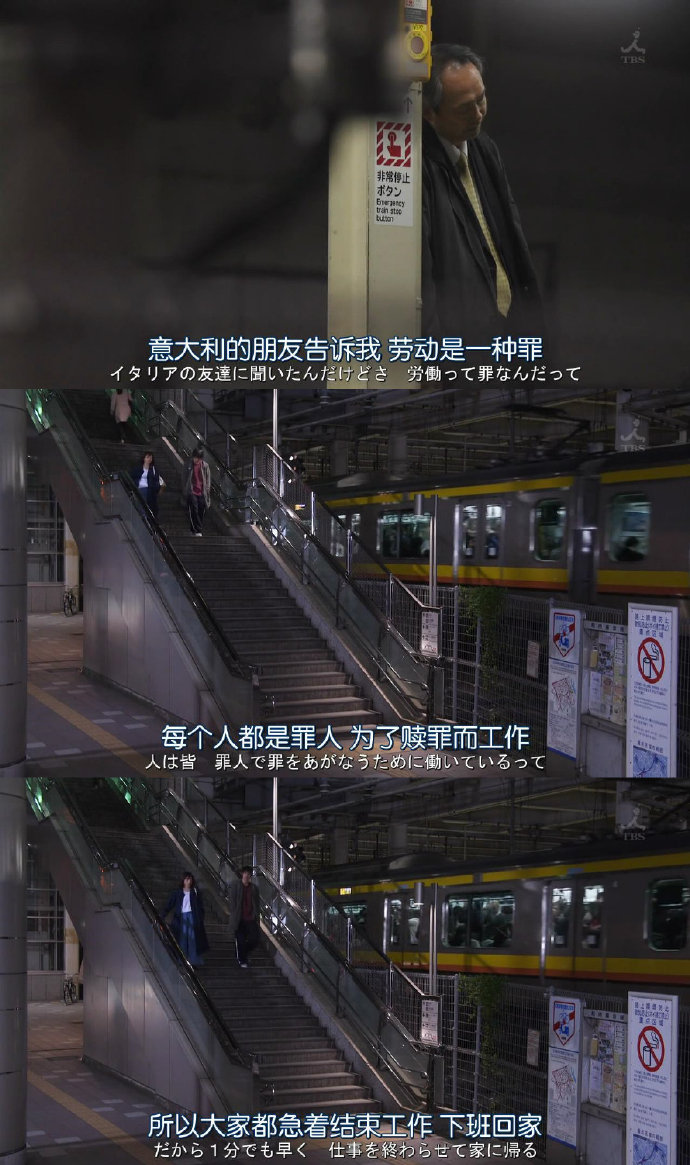 TBS
非常停止
ボタン
Emergency
train stop
button
意大利的朋友告诉我 劳动是一种罪
イタリアの友達に聞いたんだけどさ 労働って罪なんだって
TBS
每个人都是罪人 为了赎罪而工作
人は皆 罪人で罪をあがなうために働いているって
TBS
所以大家都急着结束工作 下班回家
だから1分でも早く 仕事を終わらせて家に帰る